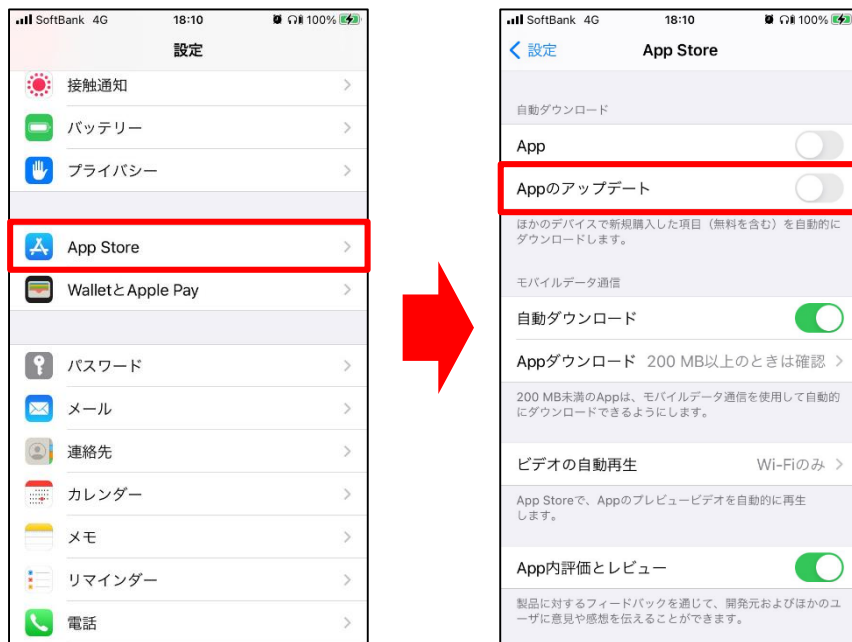 SoftBank 4G 18:10 100%
設定
接触通知
バッテリー
プライバシー
App Store
WalletとApple Pay
パスワード
メール
連絡先
カレンダー
メモ
リマインダー
電話
SoftBank 4G 18:10 100%
設定 App Store
自動ダウンロード
App
Appのアップデート
ほかのデバイスで新規購入した項目（無料を含む）を自動的に
ダウンロードします。
モバイルデータ通信
自動ダウンロード
Appダウンロード 200 MB以上のときは確認
200 MB未満のAppは、モバイルデータ通信を使用して自動的
にダウンロードできるようにします。
ビデオの自動再生 Wi-Fiのみ
App Storeで、Appのプレビュービデオを自動的に再生
します。
App内評価とレビュー
製品に対するフィードバックを通じて、開発元およびほかのユ
ーザに意見や感想を伝えることができます。